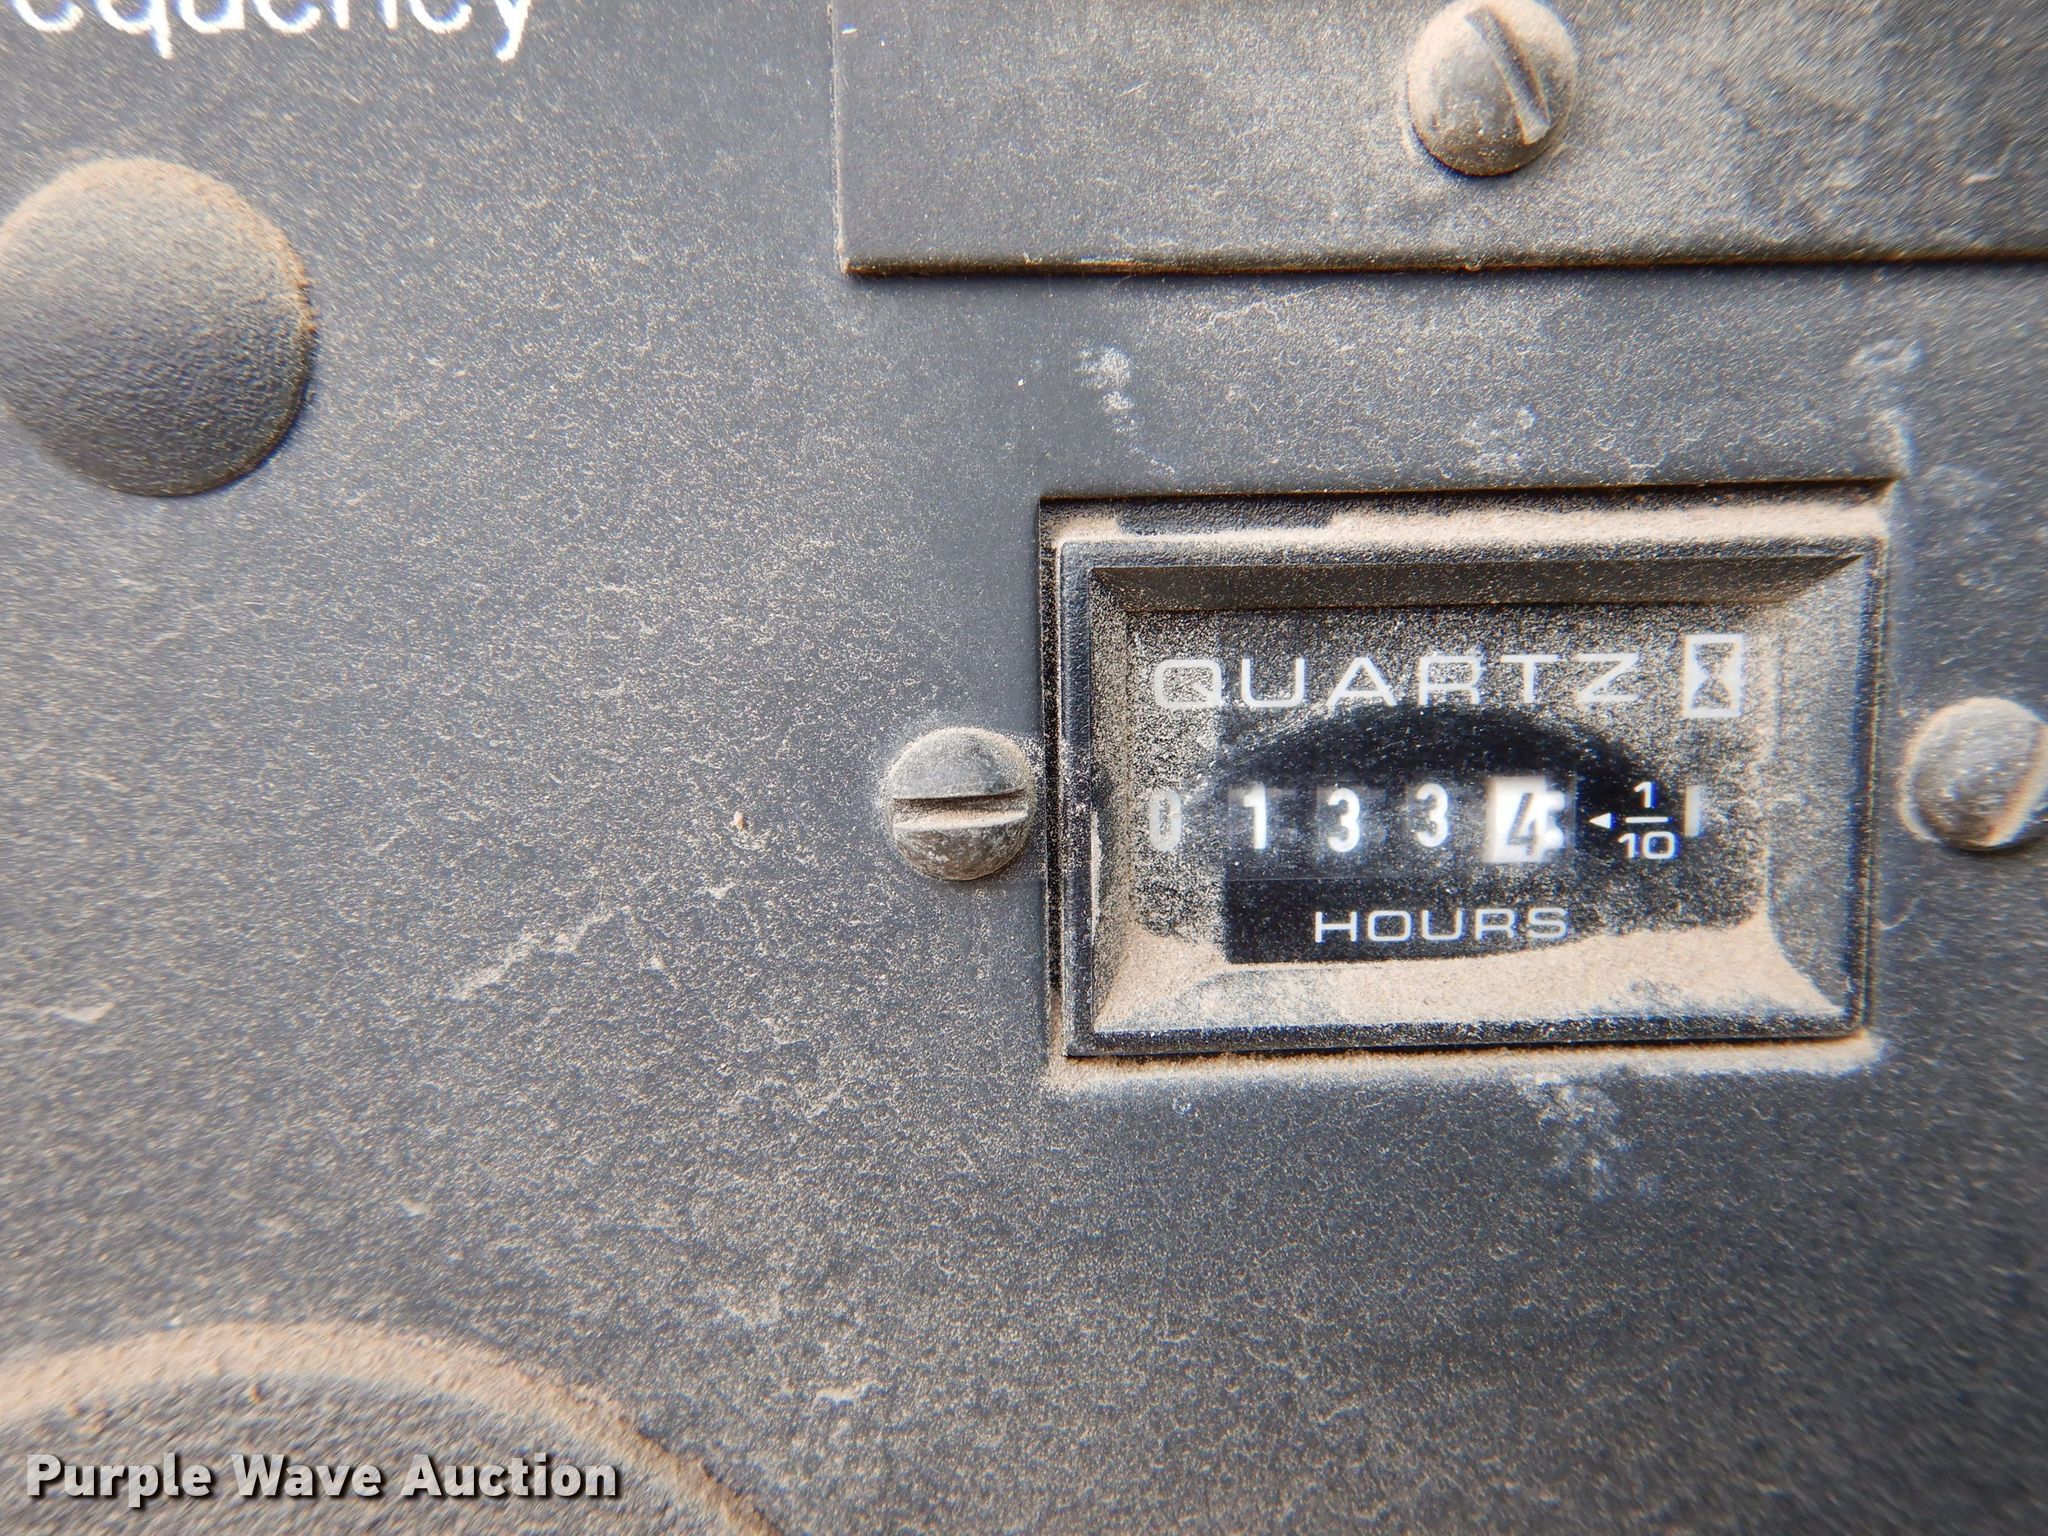 equency
QUARTZ
0 1 3 3 4 ◂ 1/10
HOURS
Purple Wave Auction